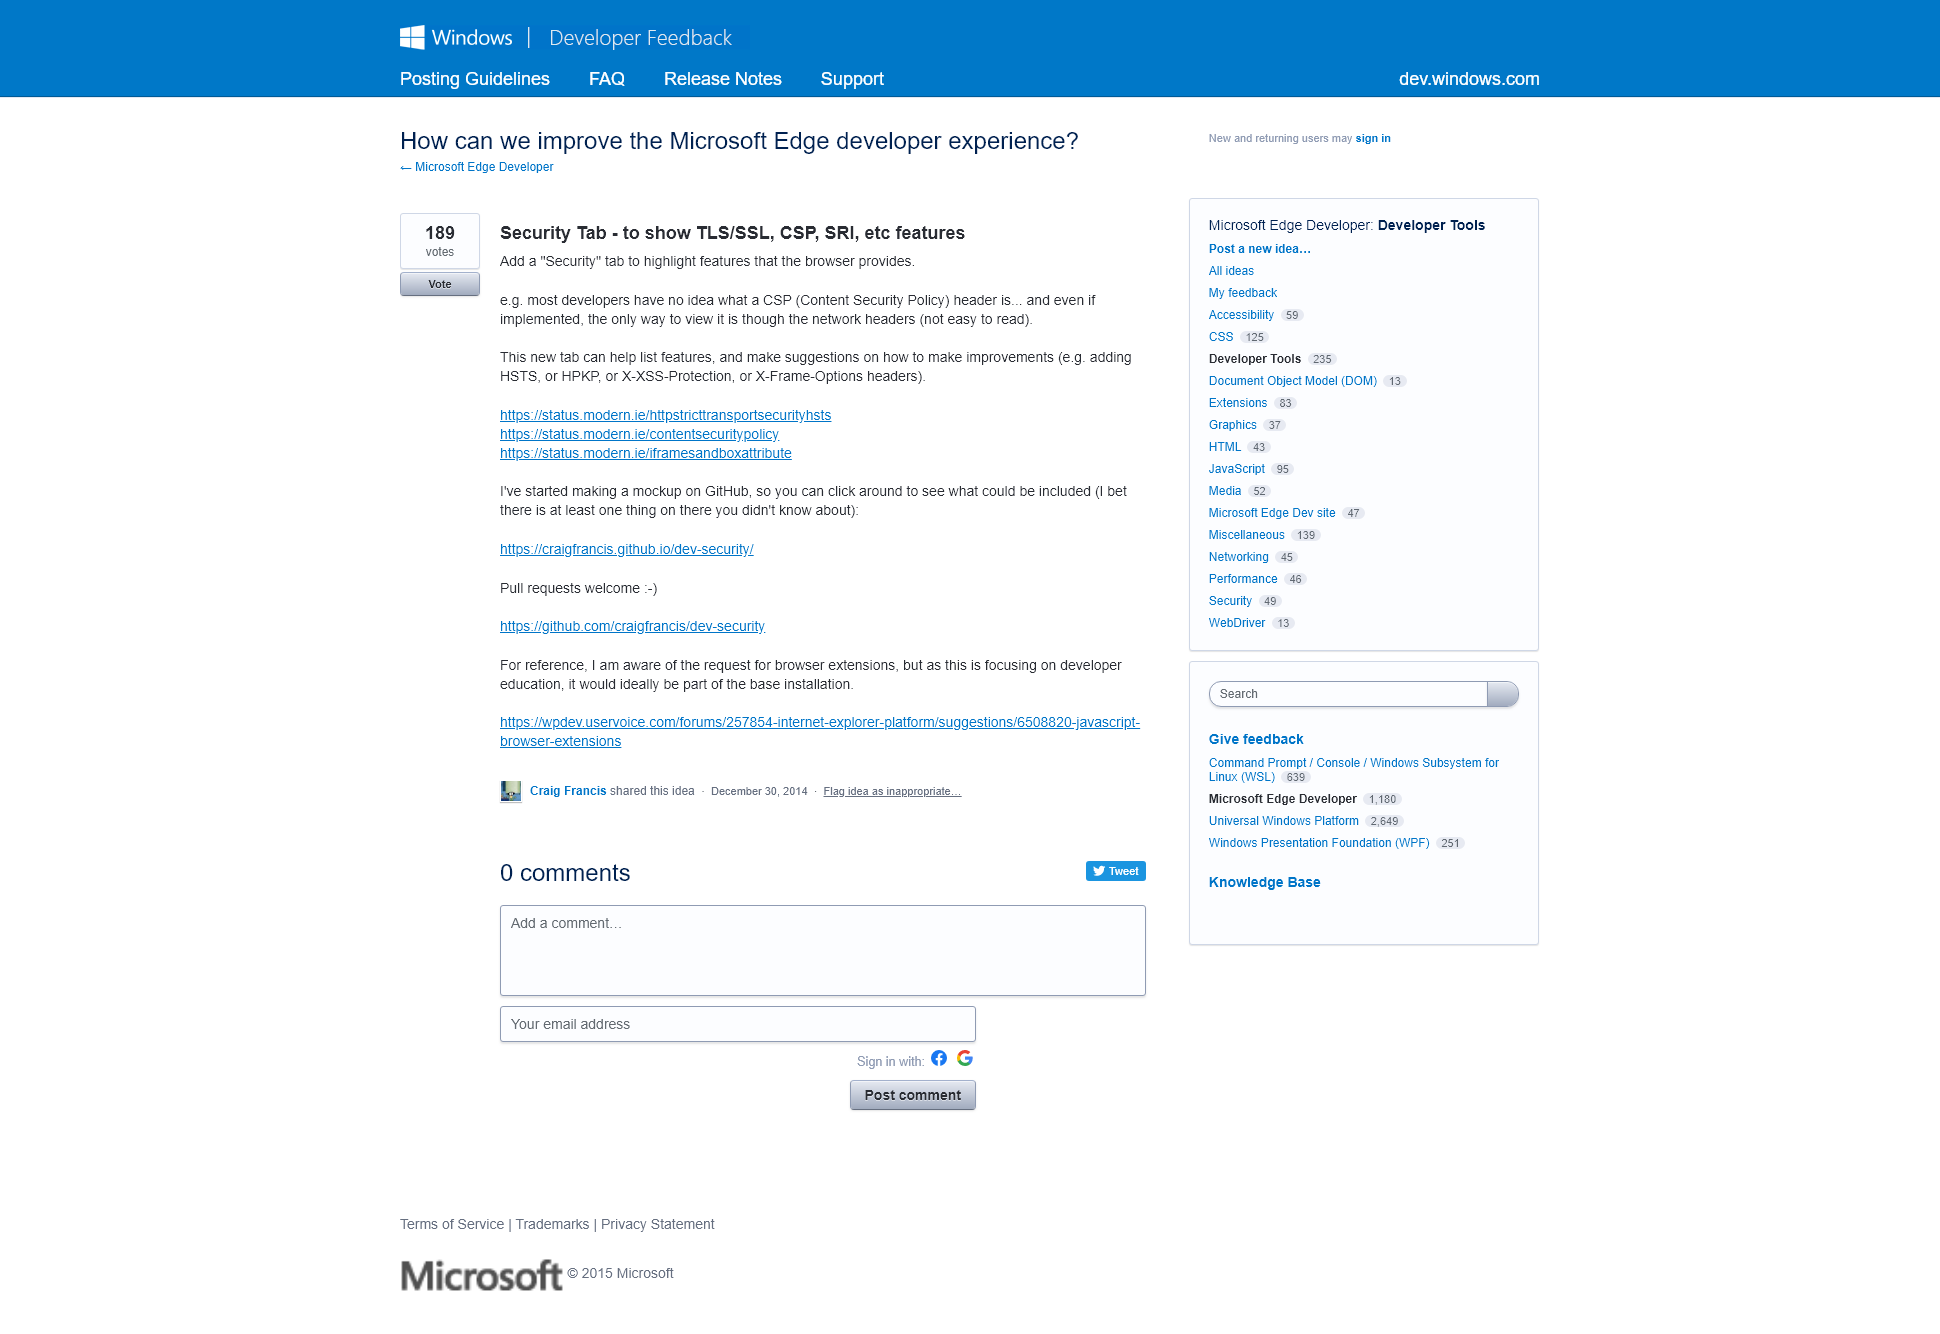 Windows | Developer Feedback
Posting Guidelines FAQ Release Notes Support dev.windows.com
How can we improve the Microsoft Edge developer experience?
← Microsoft Edge Developer
New and returning users may sign in
189
votes
Vote
Security Tab - to show TLS/SSL, CSP, SRI, etc features
Add a "Security" tab to highlight features that the browser provides.
e.g. most developers have no idea what a CSP (Content Security Policy) header is... and even if
implemented, the only way to view it is though the network headers (not easy to read).
This new tab can help list features, and make suggestions on how to make improvements (e.g. adding
HSTS, or HPKP, or X-XSS-Protection, or X-Frame-Options headers).
https://status.modern.ie/httpstricttransportsecurityhsts
https://status.modern.ie/contentsecuritypolicy
https://status.modern.ie/iframesandboxattribute
I've started making a mockup on GitHub, so you can click around to see what could be included (I bet
there is at least one thing on there you didn't know about):
https://craigfrancis.github.io/dev-security/
Pull requests welcome :-)
https://github.com/craigfrancis/dev-security
For reference, I am aware of the request for browser extensions, but as this is focusing on developer
education, it would ideally be part of the base installation.
https://wpdev.uservoice.com/forums/257854-internet-explorer-platform/suggestions/6508820-javascript-
browser-extensions
Craig Francis shared this idea · December 30, 2014 · Flag idea as inappropriate…
0 comments
Tweet
Add a comment…
Your email address
Sign in with:
Post comment
Microsoft Edge Developer: Developer Tools
Post a new idea…
All ideas
My feedback
Accessibility 59
CSS 125
Developer Tools 235
Document Object Model (DOM) 13
Extensions 83
Graphics 37
HTML 43
JavaScript 95
Media 52
Microsoft Edge Dev site 47
Miscellaneous 139
Networking 45
Performance 46
Security 49
WebDriver 13
Search
Give feedback
Command Prompt / Console / Windows Subsystem for
Linux (WSL) 639
Microsoft Edge Developer 1,180
Universal Windows Platform 2,649
Windows Presentation Foundation (WPF) 251
Knowledge Base
Terms of Service | Trademarks | Privacy Statement
Microsoft © 2015 Microsoft